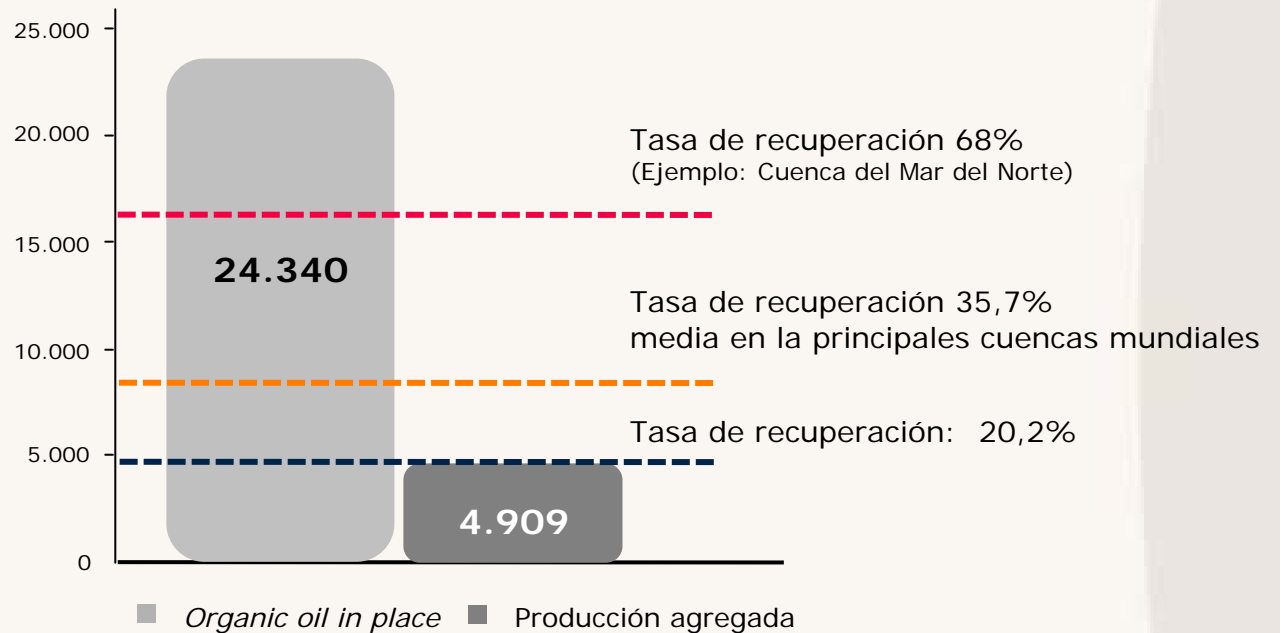 25.000
20.000
15.000
10.000
5.000
0
24.340
4.909
Tasa de recuperación 68%
(Ejemplo: Cuenca del Mar del Norte)
Tasa de recuperación 35,7%
media en la principales cuencas mundiales
Tasa de recuperación: 20,2%
Organic oil in place Producción agregada